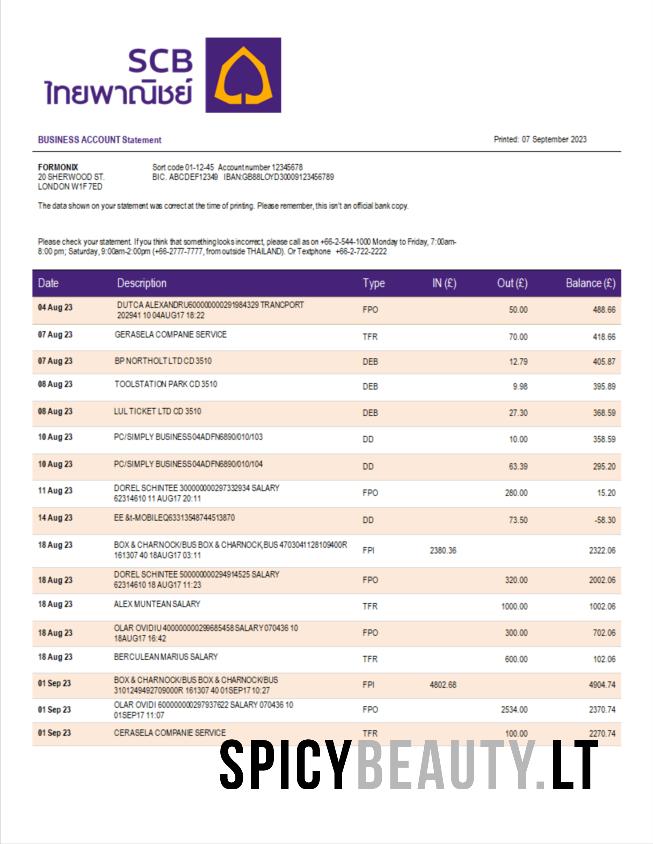 SCB
ไทยพาณิชย์
BUSINESS ACCOUNT Statement
Printed: 07 September 2023
FORMONIX
20 SHERWOOD ST.
LONDON W1F 7ED
Sort code 01-12-45 Account number 12345678
BIC. ABCDEF12349 IBAN:GB88LOYD30009123456789
The data shown on your statement was correct at the time of printing. Please remember, this isn't an official bank copy.
Please check your statement. If you think that something looks incorrect, please call as on +66-2-544-1000 Monday to Friday, 7:00am-
8:00 pm; Saturday, 9:00am-2:00pm (+66-2777-7777, from outside THAILAND). Or Textphone +66-2-722-2222
Date Description Type IN (£) Out (£) Balance (£)
04 Aug 23 DUTCA ALEXANDRU600000000291984329 TRANCPORT FPO 50.00 488.66
202941 10 04AUG17 18:22
07 Aug 23 GERASELA COMPANIE SERVICE TFR 70.00 418.66
07 Aug 23 BP NORTHOLT LTD CD 3510 DEB 12.79 405.87
08 Aug 23 TOOLSTATION PARK CD 3510 DEB 9.98 395.89
08 Aug 23 LUL TICKET LTD CD 3510 DEB 27.30 368.59
10 Aug 23 PC/SIMPLY BUSINESS04ADFN6890/010/103 DD 10.00 358.59
10 Aug 23 PC/SIMPLY BUSINESS04ADFN6890/010/104 DD 63.39 295.20
11 Aug 23 DOREL SCHINTEE 300000000297332934 SALARY FPO 280.00 15.20
62314610 11 AUG17 20:11
14 Aug 23 EE &t-MOBILEQ63313548744513870 DD 73.50 -58.30
18 Aug 23 BOX & CHARNOCK/BUS BOX & CHARNOCK,BUS 4703041128109400R FPI 2380.36 2322.06
161307 40 18AUG17 03:11
18 Aug 23 DOREL SCHINTEE 500000000294914525 SALARY FPO 320.00 2002.06
62314610 18 AUG17 11:23
18 Aug 23 ALEX MUNTEAN SALARY TFR 1000.00 1002.06
18 Aug 23 OLAR OVIDIU 400000000299685458 SALARY 070436 10 FPO 300.00 702.06
18AUG17 16:42
18 Aug 23 BERCULEAN MARIUS SALARY TFR 600.00 102.06
01 Sep 23 BOX & CHARNOCK/BUS BOX & CHARNOCK/BUS FPI 4802.68 4904.74
3101249492709000R 161307 40 01SEP17 10:27
01 Sep 23 OLAR OVIDI 600000000297937622 SALARY 070436 10 FPO 2534.00 2370.74
01SEP17 11:07
01 Sep 23 CERASELA COMPANIE SERVICE TFR 100.00 2270.74
SPICYBEAUTY.LT